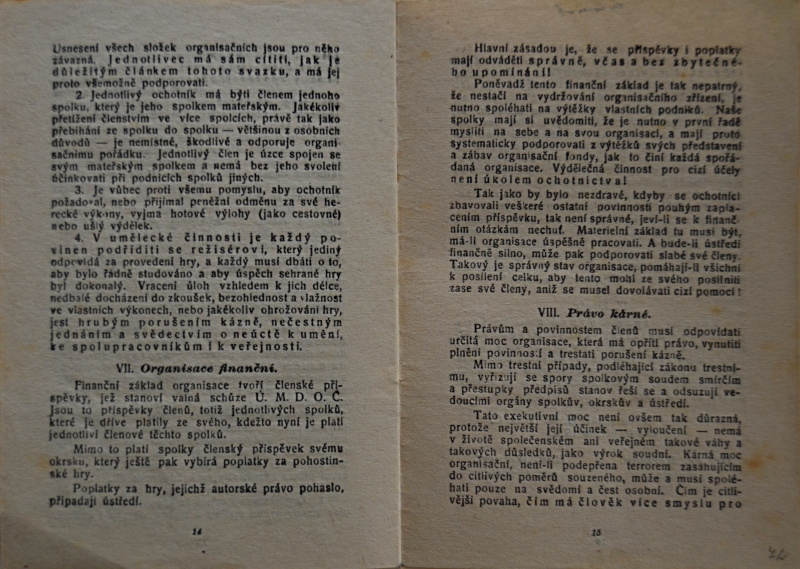 Usnesení všech složek organisačních jsou pro něho
závazná. Jednotlivec má sám cítiti, jak je
důležitým článkem tohoto svazku, a má jej
proto všemožně podporovati.
2. Jednotlivý ochotník má býti členem jednoho
spolku, který je jeho spolkem mateřským. Jakékoliv
přetížení členstvím ve více spolcích, právě tak jako
přebíhání ze spolku do spolku — většinou z osobních
důvodů — je nemístné, škodlivé a odporuje organi-
sačnímu pořádku. Jednotlivý člen je úzce spojen se
svým mateřským spolkem a nemá bez jeho svolení
účinkovati při podnicích spolků jiných.
3. Je vůbec proti všemu pomyslu, aby ochotník
požadoval, nebo přijímal peněžní odměnu za své he-
recké výkony, vyjma hotové výlohy (jako cestovné)
nebo ušlý výdělek.
4. V umělecké činnosti je každý po-
vinen podříditi se režisérovi, který jediný
odpovídá za provedení hry, a každý musí dbáti o to,
aby bylo řádně studováno a aby úspěch sehrané hry
byl dokonalý. Vracení úloh vzhledem k jich délce,
nedbalé docházení do zkoušek, bezohlednost a vlažnost
ve vlastních výkonech, nebo jakékoliv ohrožování hry,
jest hrubým porušením kázně, nečestným
jednáním a svědectvím o neúctě k umění,
ke spolupracovníkům i k veřejnosti.
VII. Organisace finanční.
Finanční základ organisace tvoří členské pří-
spěvky, jež stanoví valná schůze Ú. M. D. O. Č.
Jsou to příspěvky členů, totiž jednotlivých spolků,
které je dříve platily ze svého, kdežto nyní je platí
jednotliví členové těchto spolků.
Mimo to platí spolky členský příspěvek svému
okrsku, který ještě pak vybírá poplatky za pohostin-
ské hry.
Poplatky za hry, jejichž autorské právo pohaslo,
připadají ústředí.
14
Hlavní zásadou je, že se příspěvky i poplatky
mají odváděti správně, včas a bez zbytečné-
ho upomínání!
Poněvadž tento finanční základ je tak nepatrný,
že nestačí na vydržování organisačního zřízení, je
nutno spoléhati na výtěžky vlastních podniků. Naše
spolky mají si uvědomiti, že je nutno v první řadě
mysliti na sebe a na svou organisaci, a mají proto
systematicky podporovati z výtěžků svých představení
a zábav organisační fondy, jak to činí každá spořá-
daná organisace. Výdělečná činnost pro cizí účely
není úkolem ochotnictva!
Tak jako by bylo nezdravé, kdyby se ochotníci
zbavovali veškeré ostatní povinnosti pouhým zapla-
cením příspěvku, tak není správné, jeví-li se k finanč-
ním otázkám nechuť. Materielní základ tu musí být,
má-li organisace úspěšně pracovati. A bude-li ústředí
finančně silno, může pak podporovati slabé své členy.
Takový je správný stav organisace, pomáhají-li všichni
k posílení celku, aby tento mohl ze svého posilniti
zase své členy, aniž se musel dovolávati cizí pomoci!
VIII. Právo kárné.
Právům a povinnostem členů musí odpovídati
určitá moc organisace, která má opříti právo, vynutiti
plnění povinností a trestati porušení kázně.
Mimo trestní případy, podléhající zákonu trestní-
mu, vyřizují se spory spolkovým soudem smírčím
a přestupky předpisů stanov řeší se a odsuzují ve-
doucími orgány spolkův, okrskův a ústředí.
Tato exekutivní moc není ovšem tak důrazná,
protože největší její účinek — vyloučení — nemá
v životě společenském ani veřejném takové váhy a
takových důsledků, jako výrok soudní. Kárná moc
organisační, není-li podepřena terrorem zasahujícím
do citlivých poměrů souzeného, může a musí spolé-
hati pouze na svědomí a čest osobní. Čím je citli-
vější povaha, čím má člověk více smyslu pro
15
72